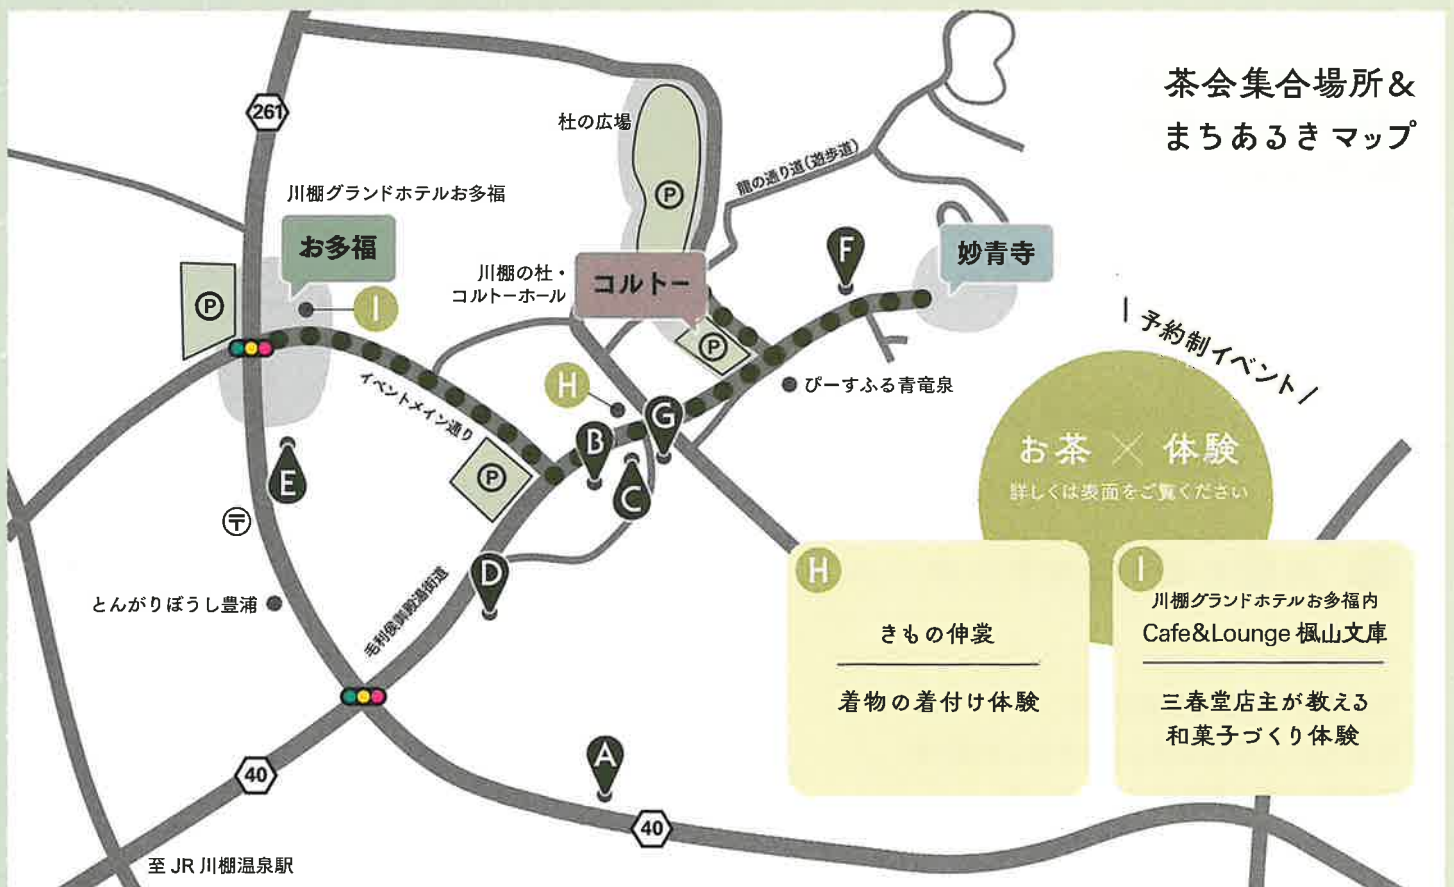 茶会集合場所&
まちあるきマップ
261
杜の広場
P
龍の通り道(遊歩道)
川棚グランドホテルお多福
お多福
I
P
川棚の杜・
コルトーホール
コルトー
P
F
妙青寺
予約制イベント
イベントメイン通り
H
ぴーすふる青竜泉
G
B
P
C
E
〒
お茶 × 体験
詳しくは表面をご覧ください
D
とんがりぼうし豊浦
毛利侯御殿湯街道
H
きもの伸裳
着物の着付け体験
I
川棚グランドホテルお多福内
Cafe&Lounge 楓山文庫
三春堂店主が教える
和菓子づくり体験
A
40
40
至 JR 川棚温泉駅